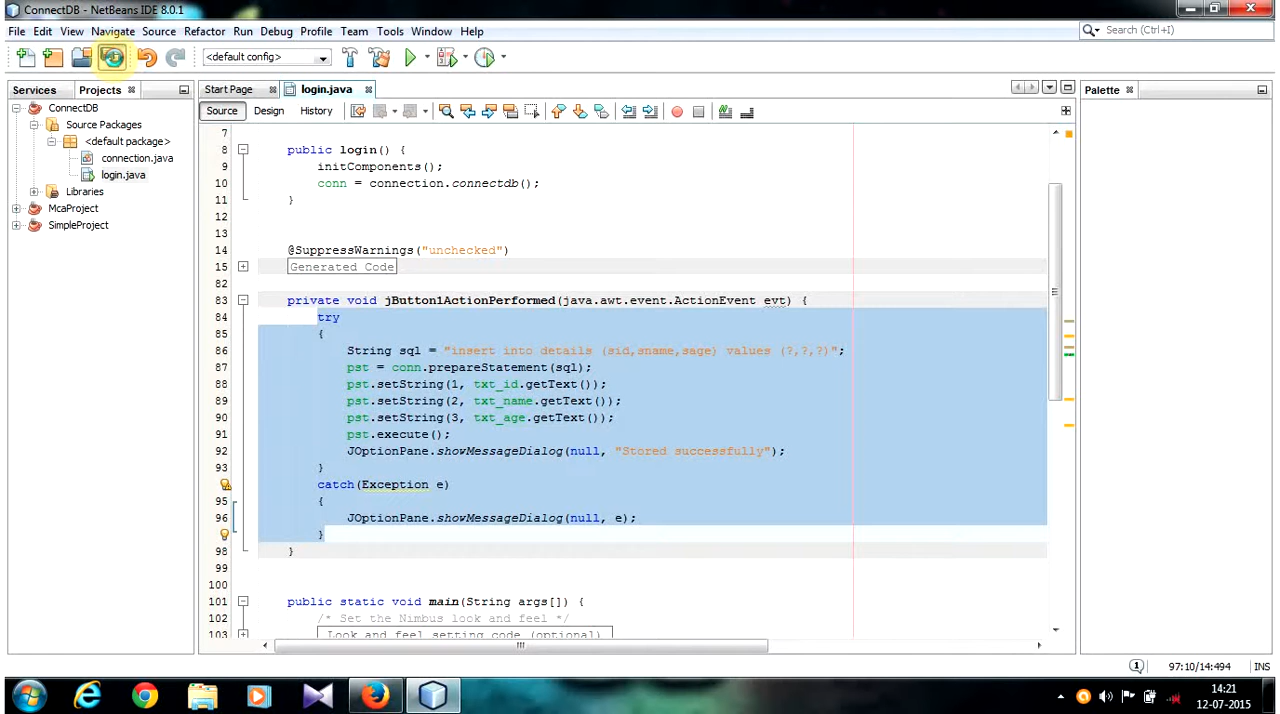 ConnectDB - NetBeans IDE 8.0.1
File Edit View Navigate Source Refactor Run Debug Profile Team Tools Window Help
Search (Ctrl+I)
<default config>
Services Projects
Start Page login.java
Palette
Source Design History
ConnectDB
Source Packages
<default package>
connection.java
login.java
Libraries
McaProject
SimpleProject
7
8 public login() {
9 initComponents();
10 conn = connection.connectdb();
11 }
12
13
14 @SuppressWarnings("unchecked")
15 Generated Code
82
83 private void jButton1ActionPerformed(java.awt.event.ActionEvent evt) {
84 try
85 {
86 String sql = "insert into details (sid,sname,sage) values (?,?,?)";
87 pst = conn.prepareStatement(sql);
88 pst.setString(1, txt_id.getText());
89 pst.setString(2, txt_name.getText());
90 pst.setString(3, txt_age.getText());
91 pst.execute();
92 JOptionPane.showMessageDialog(null, "Stored successfully");
93 }
catch(Exception e)
95 {
96 JOptionPane.showMessageDialog(null, e);
}
98 }
99
100
101 public static void main(String args[]) {
102 /* Set the Nimbus look and feel */
103 Look and feel setting code (optional)
1 97:10/14:494 INS
14:21
12-07-2015